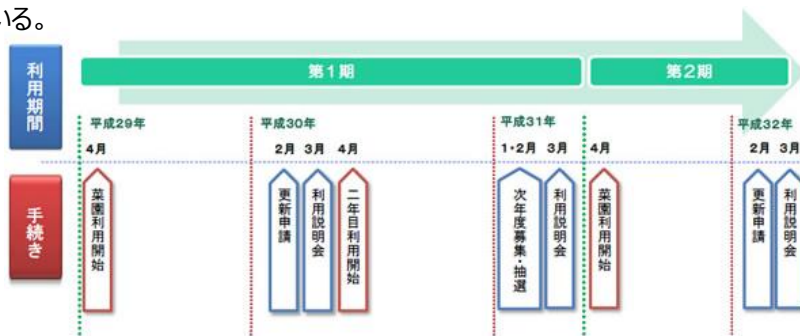 いる。
利用期間
第1期
第2期
平成29年
平成30年
平成31年
平成32年
4月
2月 3月 4月
1・2月 3月
4月
2月 3月
手続き
菜園利用開始
更新申請
利用説明会
二年目利用開始
次年度募集・抽選
利用説明会
菜園利用開始
更新申請
利用説明会